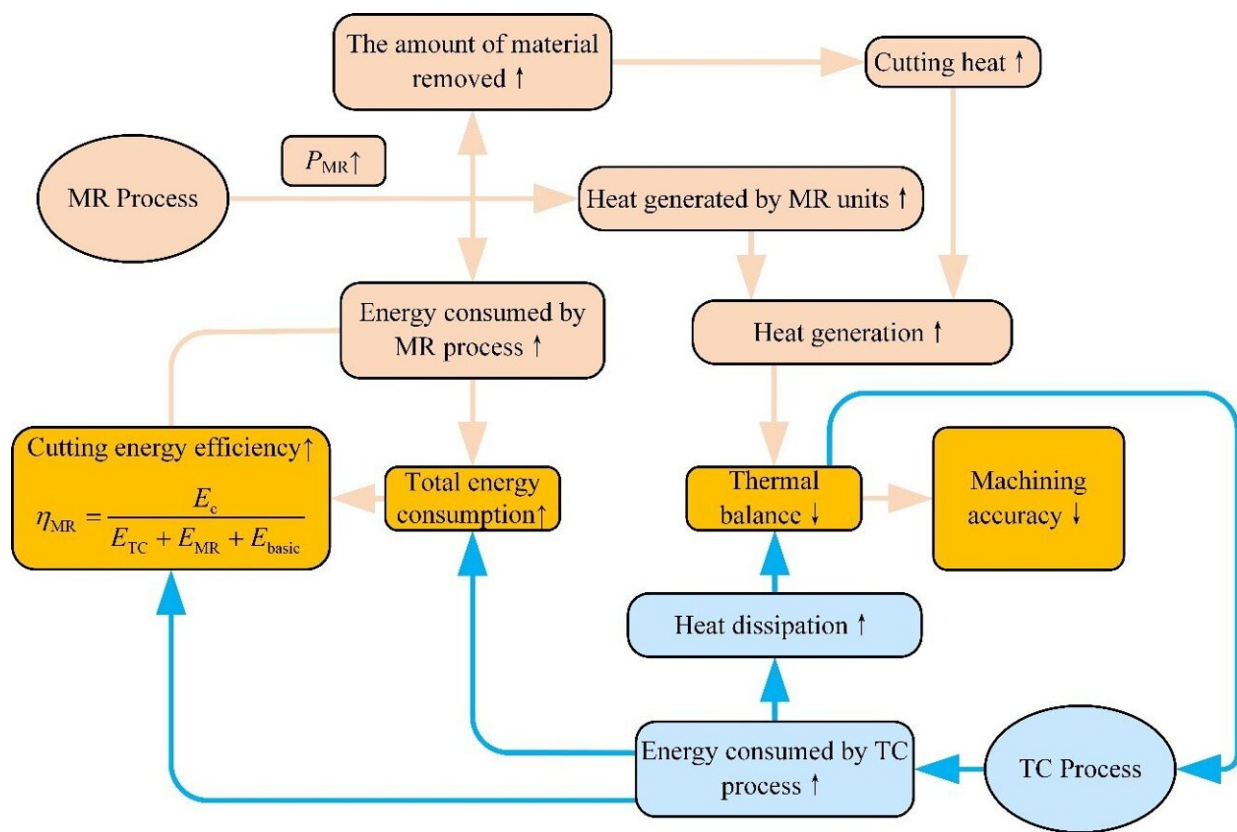 The amount of material
removed ↑
Cutting heat ↑
P_MR↑
MR Process
Heat generated by MR units ↑
Energy consumed by
MR process ↑
Heat generation ↑
Cutting energy efficiency↑
η_MR = E_c / (E_TC + E_MR + E_basic)
Total energy
consumption↑
Thermal
balance ↓
Machining
accuracy ↓
Heat dissipation ↑
Energy consumed by TC
process ↑
TC Process